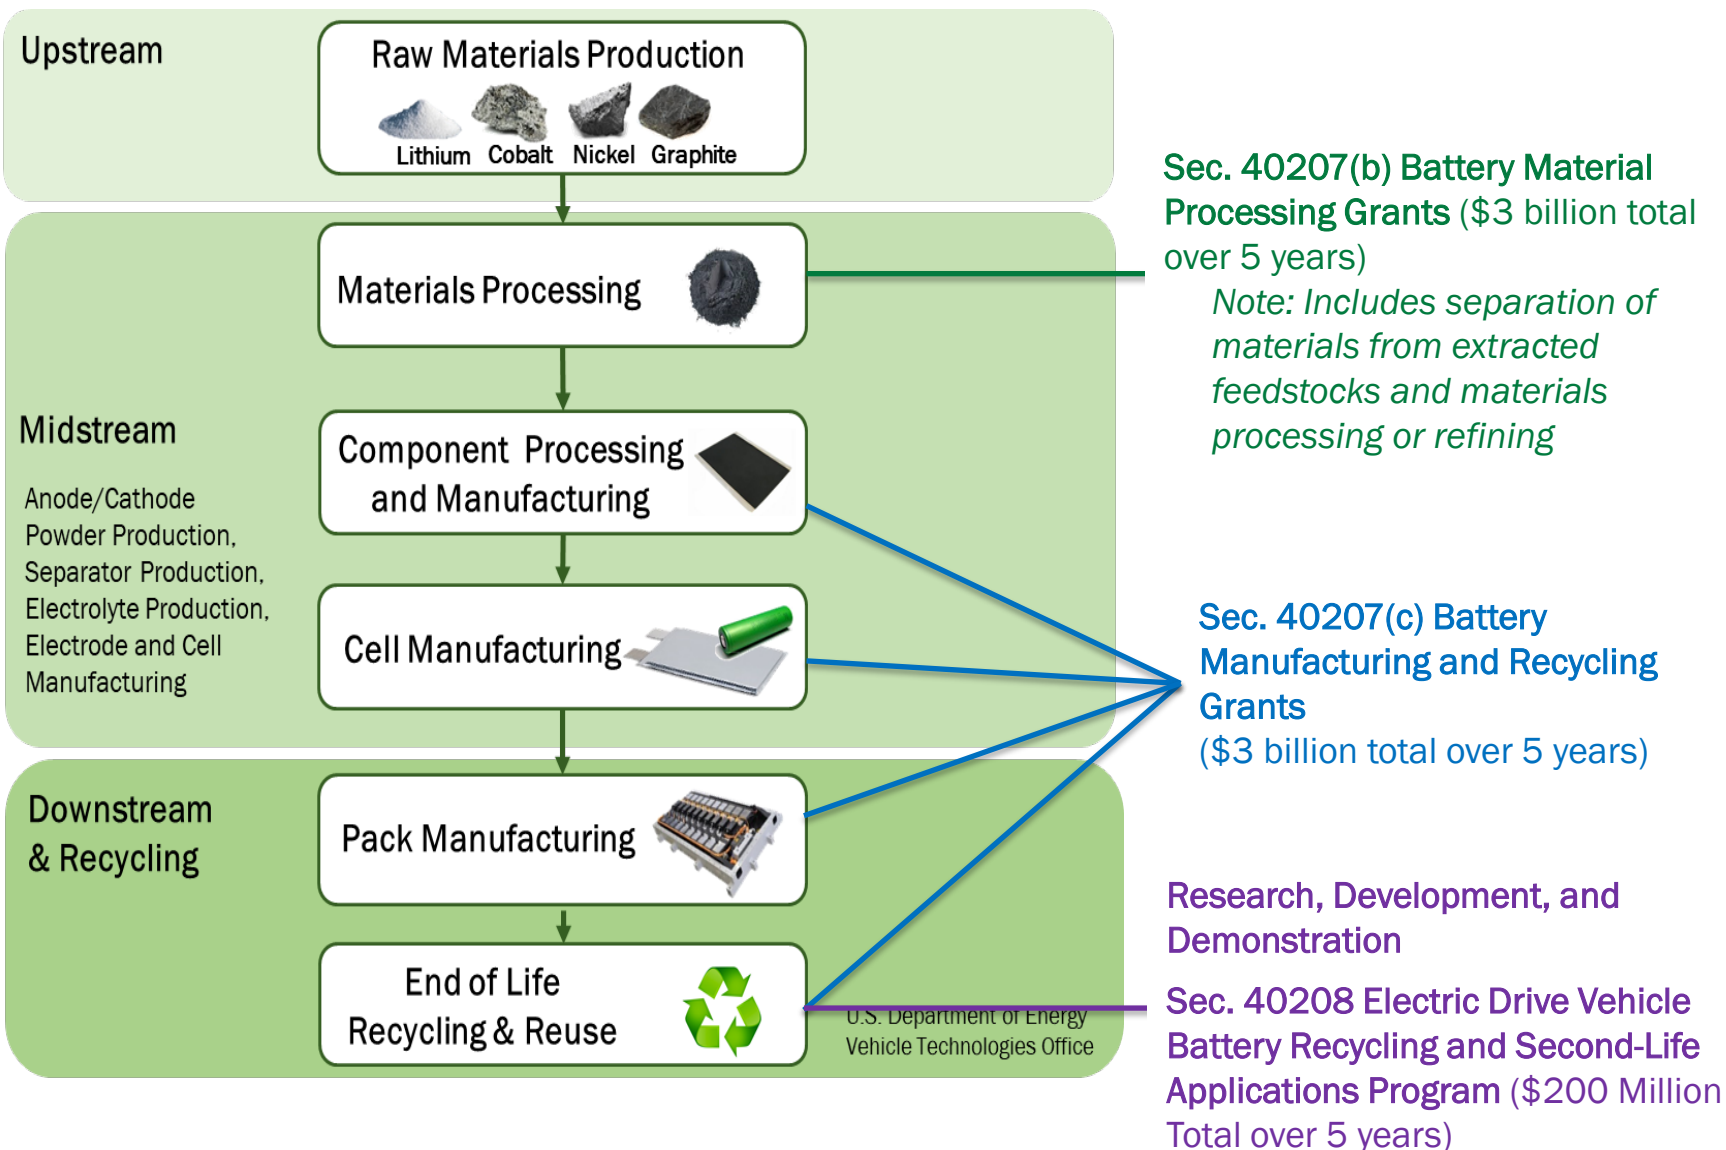 Upstream
Raw Materials Production
Lithium Cobalt Nickel Graphite
Materials Processing
Sec. 40207(b) Battery Material
Processing Grants ($3 billion total
over 5 years)
Note: Includes separation of
materials from extracted
feedstocks and materials
processing or refining
Midstream
Anode/Cathode
Powder Production,
Separator Production,
Electrolyte Production,
Electrode and Cell
Manufacturing
Component Processing
and Manufacturing
Cell Manufacturing
Sec. 40207(c) Battery
Manufacturing and Recycling
Grants
($3 billion total over 5 years)
Downstream
& Recycling
Pack Manufacturing
End of Life
Recycling & Reuse
U.S. Department of Energy
Vehicle Technologies Office
Research, Development, and
Demonstration
Sec. 40208 Electric Drive Vehicle
Battery Recycling and Second-Life
Applications Program ($200 Million
Total over 5 years)